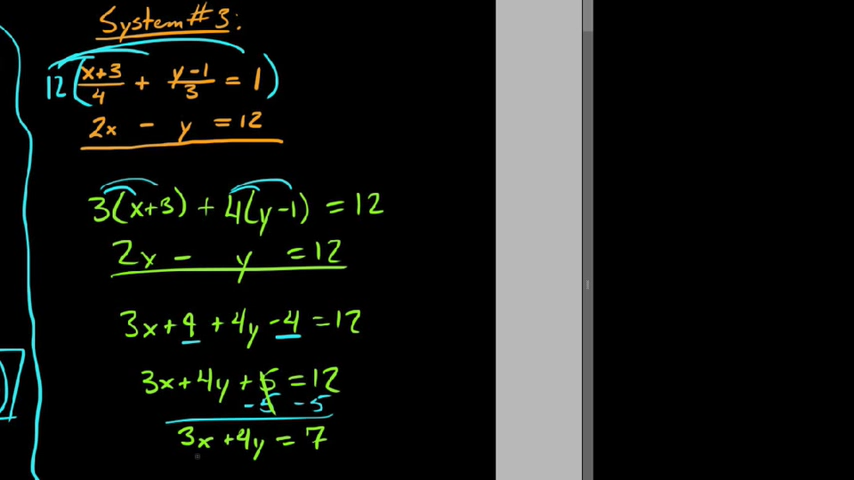 System #3:
12(x+3/4 + y-1/3 = 1)
2x - y = 12
3(x+3) + 4(y-1) = 12
2x - y = 12
3x + 9 + 4y - 4 = 12
3x + 4y + 5 = 12
-5 -5
3x + 4y = 7